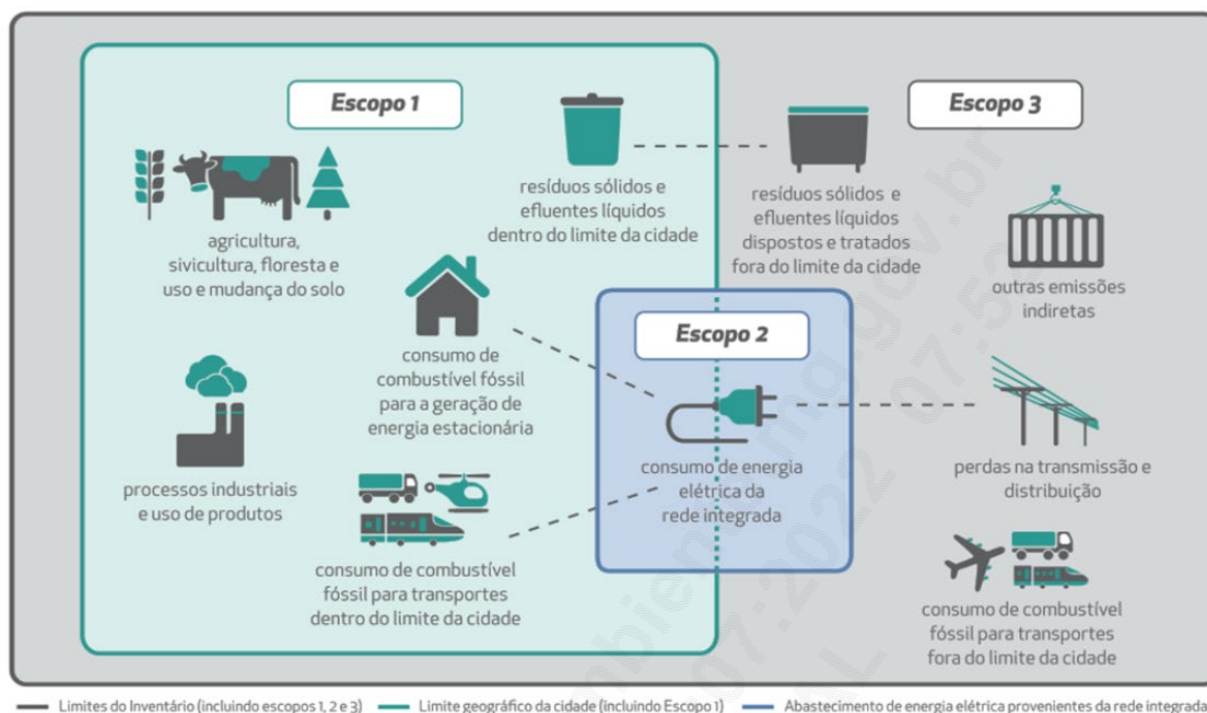 Escopo 1
agricultura,
sivicultura, floresta e
uso e mudança do solo
resíduos sólidos e
efluentes líquidos
dentro do limite da cidade
consumo de
combustível fóssil
para a geração de
energia estacionária
processos industriais
e uso de produtos
consumo de combustível
fóssil para transportes
dentro do limite da cidade
Escopo 2
consumo de energia
elétrica da
rede integrada
Escopo 3
resíduos sólidos e
efluentes líquidos
dispostos e tratados
fora do limite da cidade
outras emissões
indiretas
perdas na transmissão e
distribuição
consumo de combustível
fóssil para transportes
fora do limite da cidade
Limites do Inventário (incluindo escopos 1, 2 e 3)
Limite geográfico da cidade (incluindo Escopo 1)
Abastecimento de energia elétrica provenientes da rede integrada